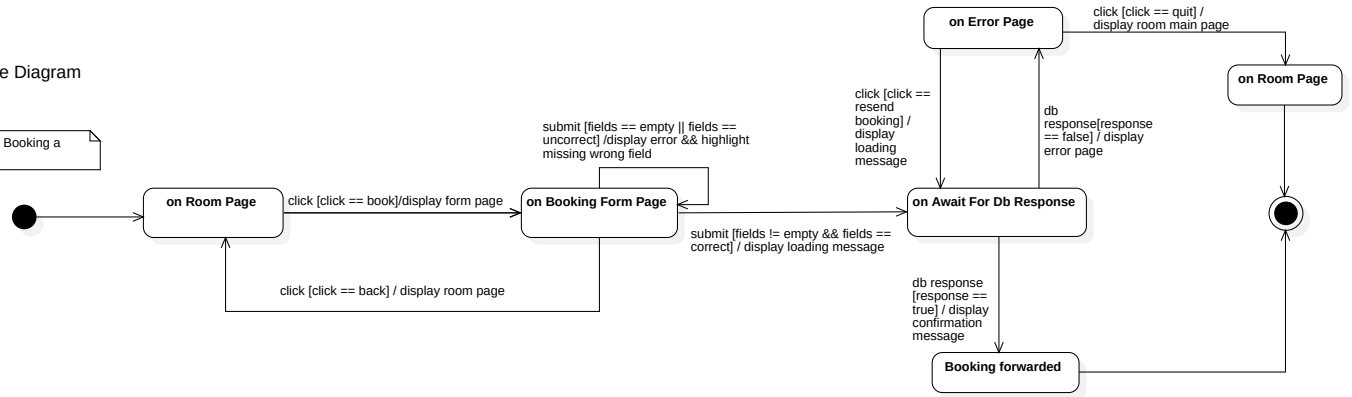 click [click == quit] /
display room main page
on Error Page
e Diagram
on Room Page
click [click ==
resend
booking] /
display
loading
message
db
response[response
== false] / display
error page
Booking a
submit [fields == empty || fields ==
uncorrect] /display error && highlight
missing wrong field
on Room Page
click [click == book]/display form page
on Booking Form Page
on Await For Db Response
submit [fields != empty && fields ==
correct] / display loading message
click [click == back] / display room page
db response
[response ==
true] / display
confirmation
message
Booking forwarded